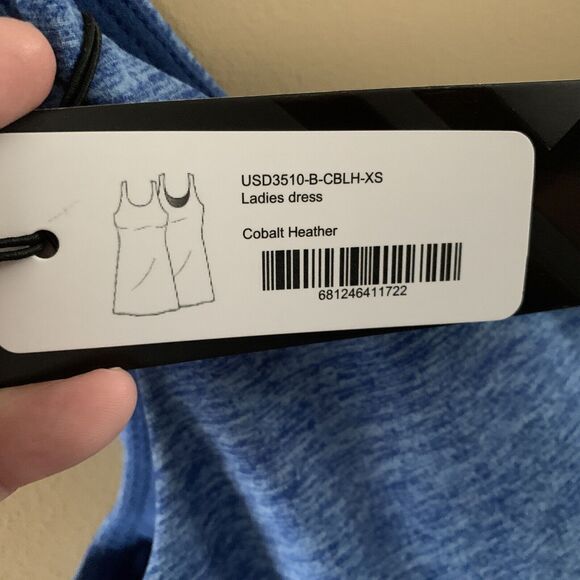 USD3510-B-CBLH-XS
Ladies dress
Cobalt Heather
681246411722